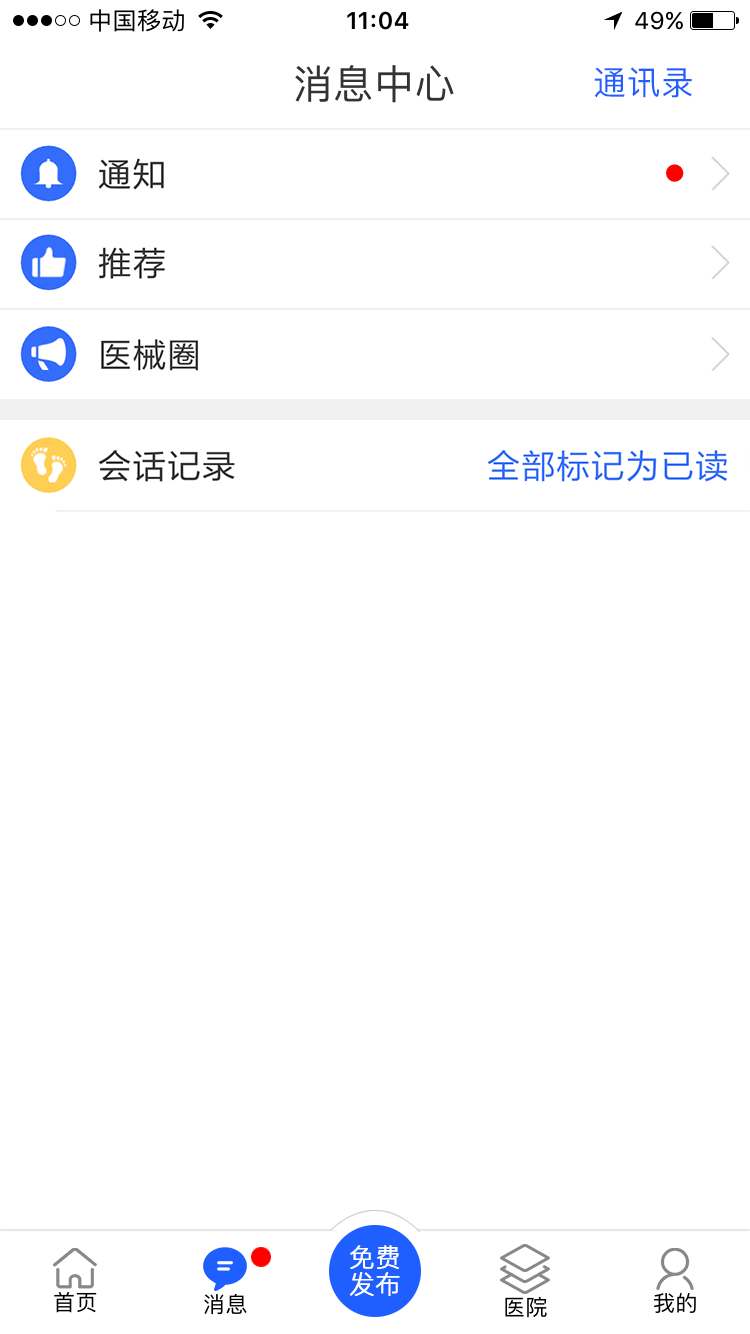 中国移动 11:04 49%
消息中心 通讯录
通知
推荐
医械圈
会话记录 全部标记为已读
免费
发布
首页 消息 医院 我的